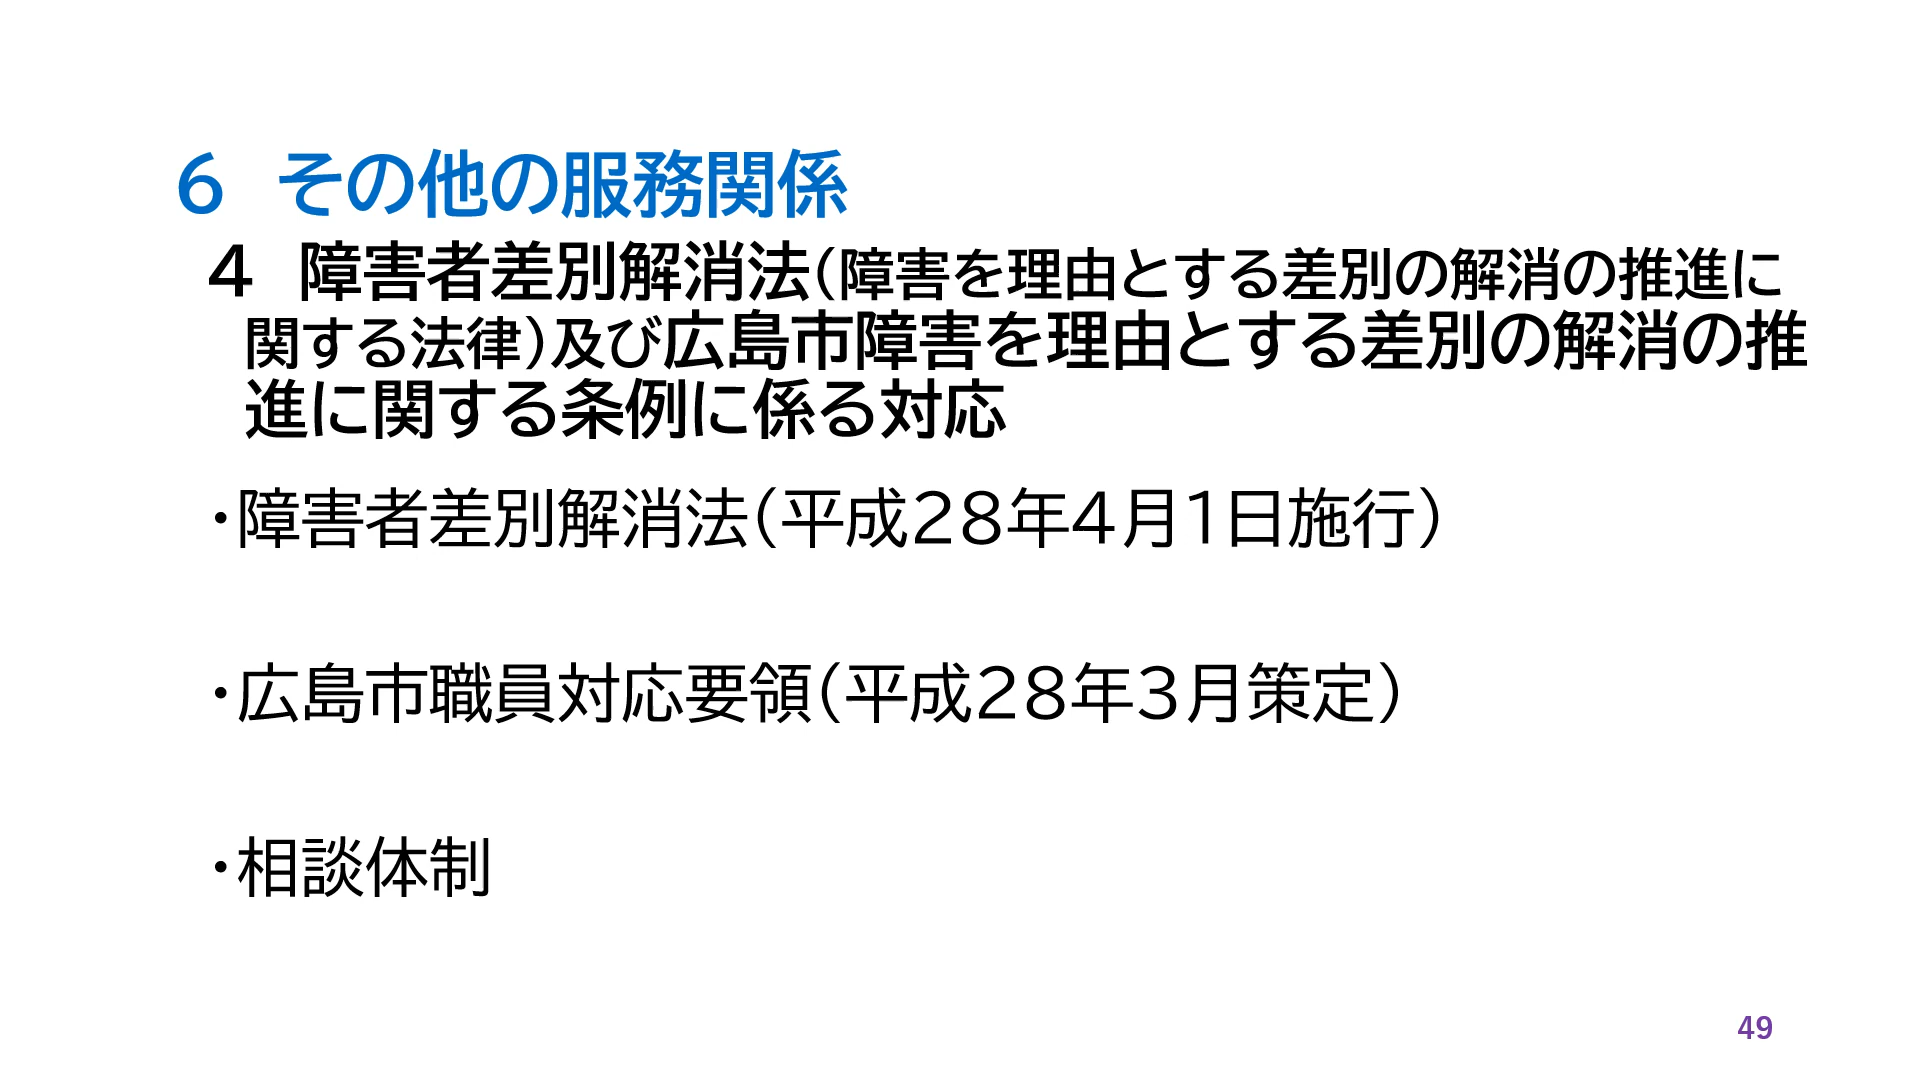 ６　その他の服務関係
４　障害者差別解消法（障害を理由とする差別の解消の推進に
関する法律）及び広島市障害を理由とする差別の解消の推
進に関する条例に係る対応
・障害者差別解消法（平成２８年４月１日施行）
・広島市職員対応要領（平成２８年３月策定）
・相談体制
49